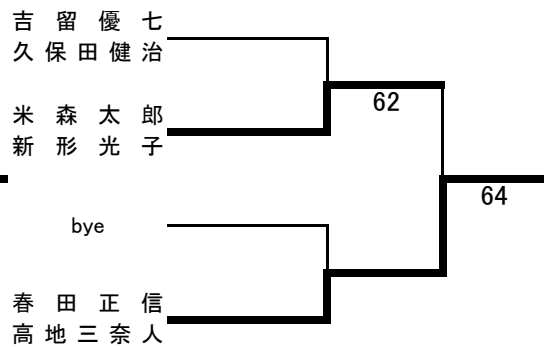 吉留優七
久保田健治
62
米森太郎
新形光子
64
bye
春田正信
高地三奈人